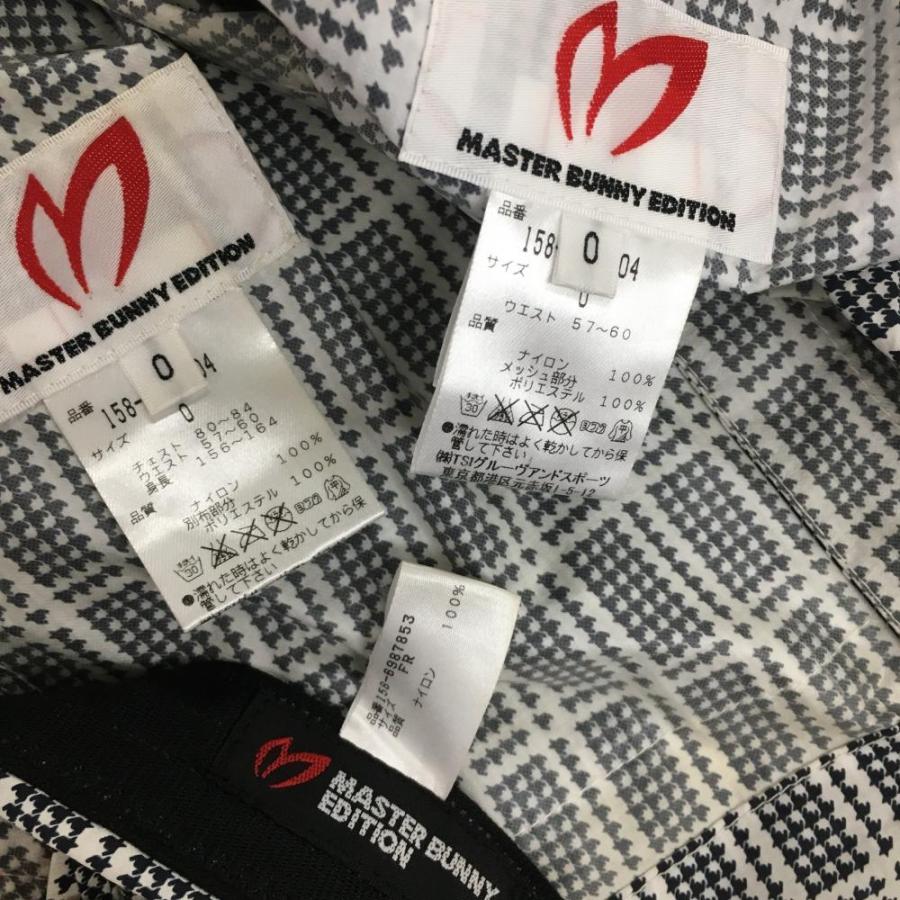 MASTER BUNNY EDITION
品番
158-
04
0
サイズ
0
チェスト 80~84
ウエスト 57~60
身長 156~164
品質
ナイロン 100%
別布部分
ポリエステル 100%
30
●濡れた時はよく乾かしてから保
管して下さい
MASTER BUNNY EDITION
品番
158-
04
0
サイズ
0
ウエスト 57~60
品質
ナイロン 100%
メッシュ部分
ポリエステル 100%
30
●濡れた時はよく乾かしてから保
管して下さい。
㈱TSIグルーヴアンドスポーツ
東京都港区元赤坂1-5-12
品番158-6987853
サイズ FR
品質
ナイロン 100%
MASTER BUNNY
EDITION